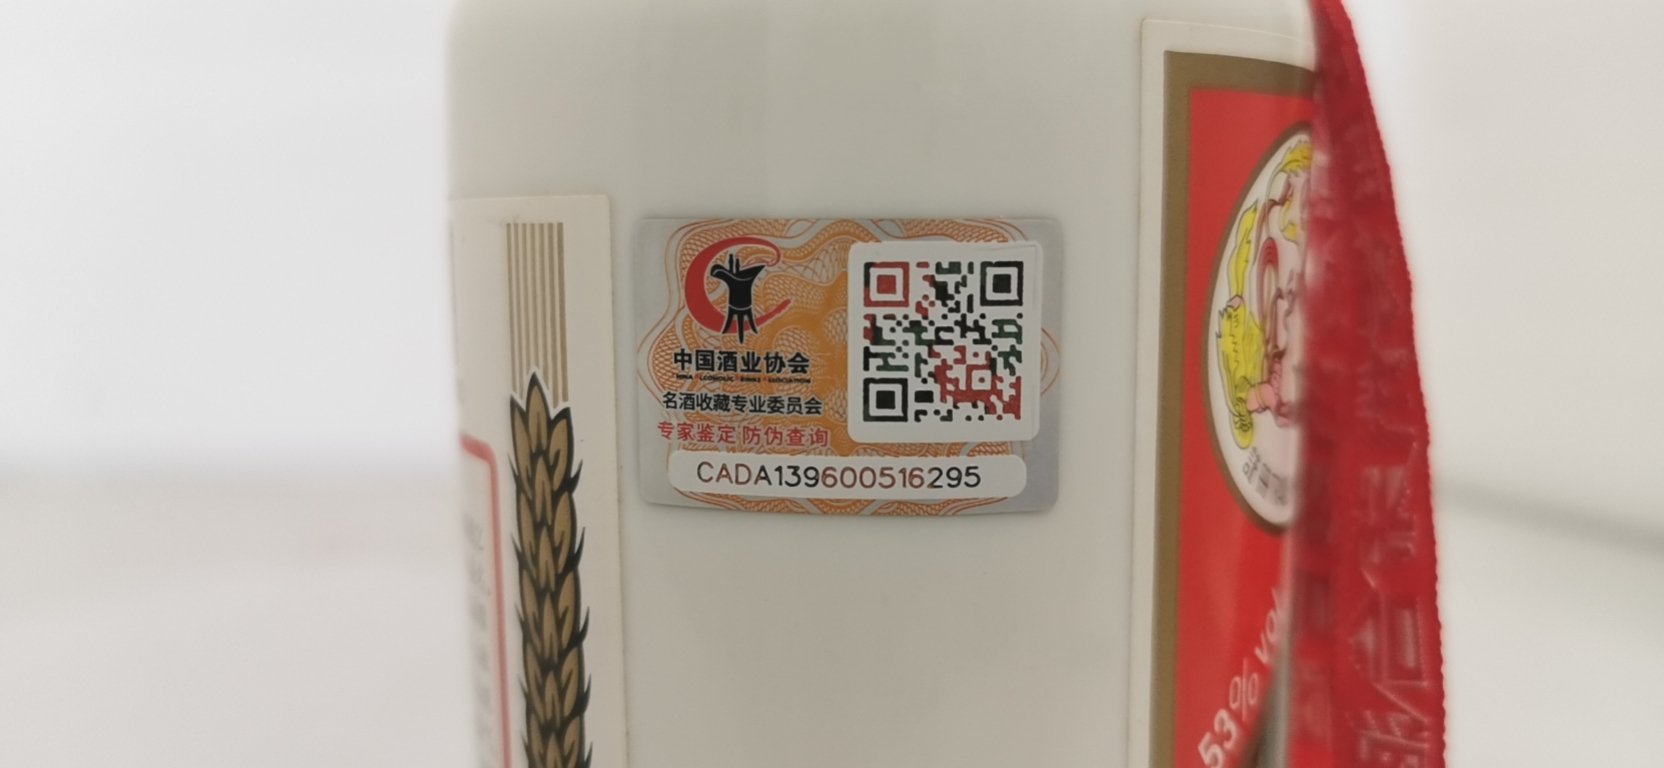 中国酒业协会
名酒收藏专业委员会
专家鉴定 防伪查询
CADA139600516295
53% vol